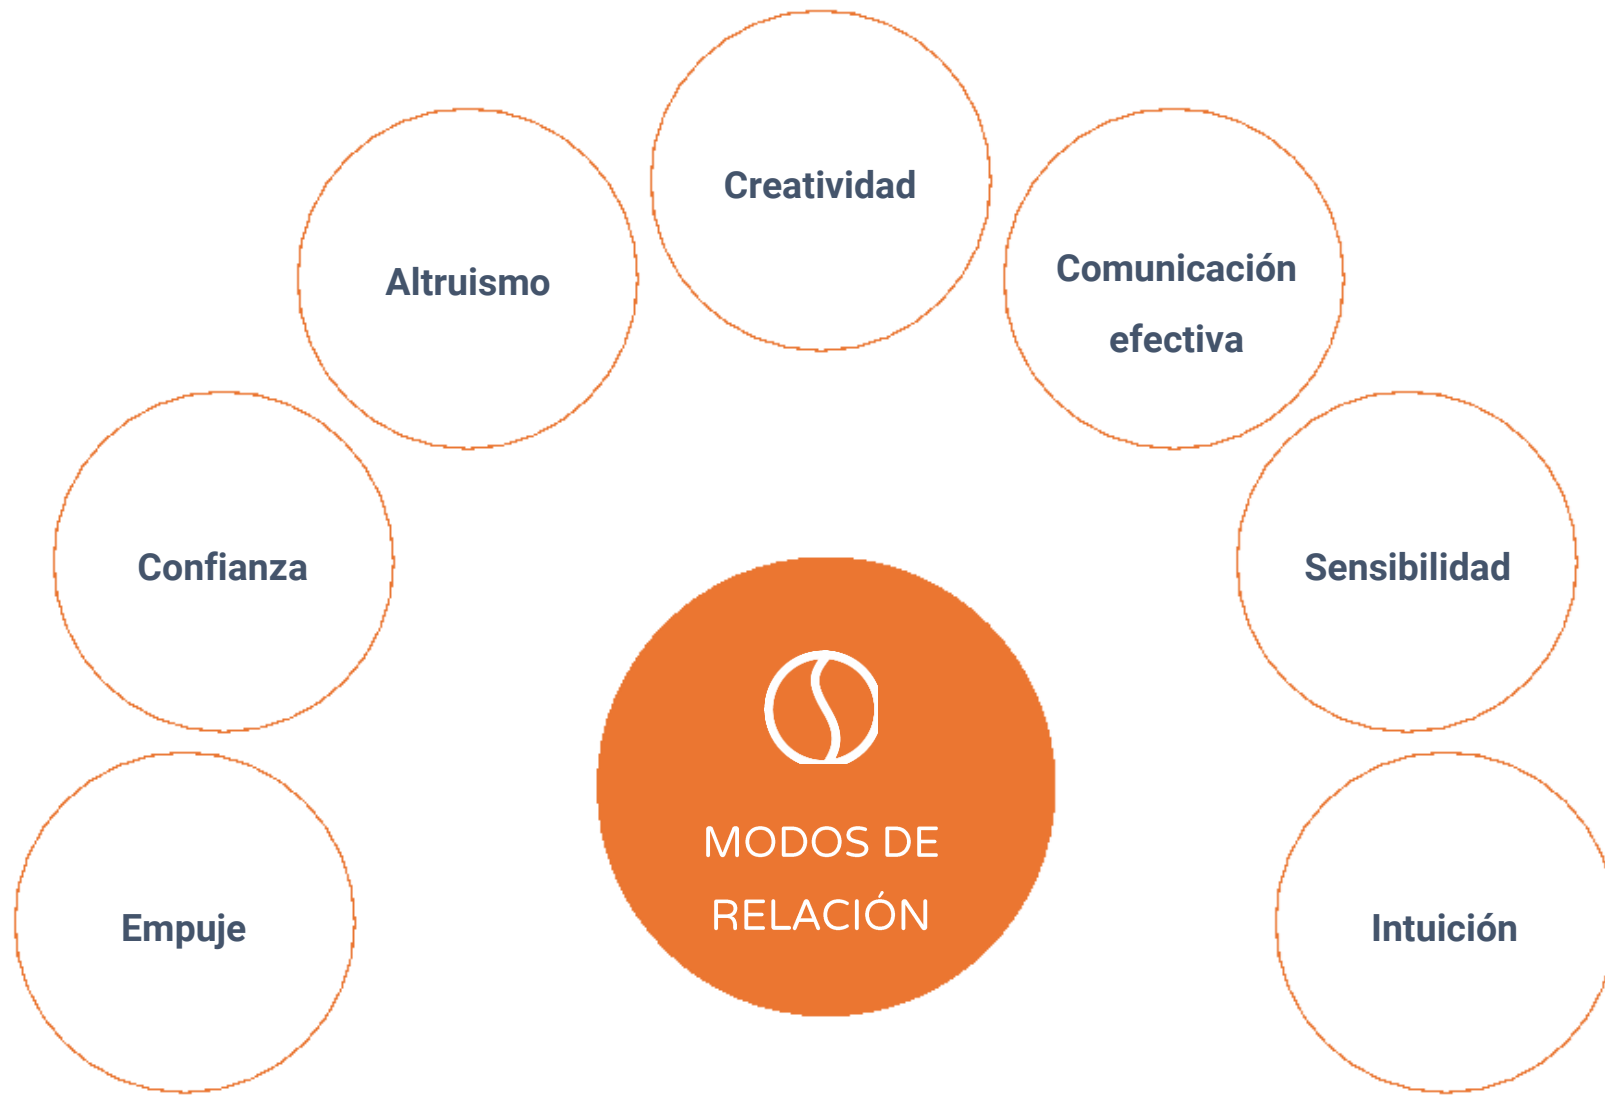 Creatividad
Altruismo
Comunicación
efectiva
Confianza
Sensibilidad
MODOS DE
RELACIÓN
Empuje
Intuición